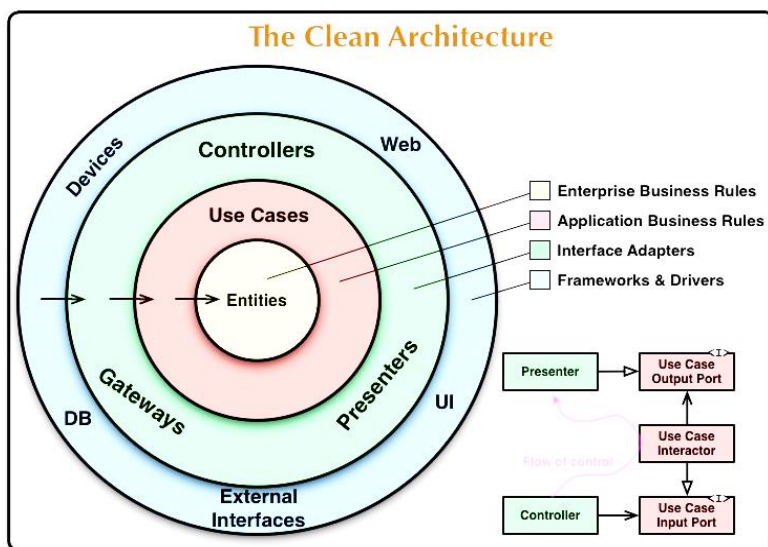 The Clean Architecture
Devices
Web
Controllers
Use Cases
Entities
Gateways
Presenters
DB
UI
External
Interfaces
Enterprise Business Rules
Application Business Rules
Interface Adapters
Frameworks & Drivers
Presenter
<I>
Use Case
Output Port
Use Case
Interactor
Flow of control
Controller
<I>
Use Case
Input Port